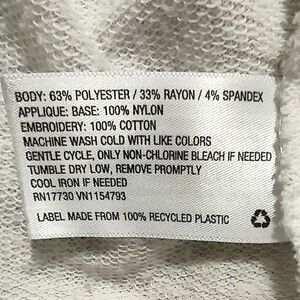 BODY: 63% POLYESTER / 33% RAYON / 4% SPANDEX
APPLIQUE: BASE: 100% NYLON
EMBROIDERY: 100% COTTON
MACHINE WASH COLD WITH LIKE COLORS
GENTLE CYCLE, ONLY NON-CHLORINE BLEACH IF NEEDED
TUMBLE DRY LOW, REMOVE PROMPTLY
COOL IRON IF NEEDED
RN17730 VN1154793
LABEL MADE FROM 100% RECYCLED PLASTIC